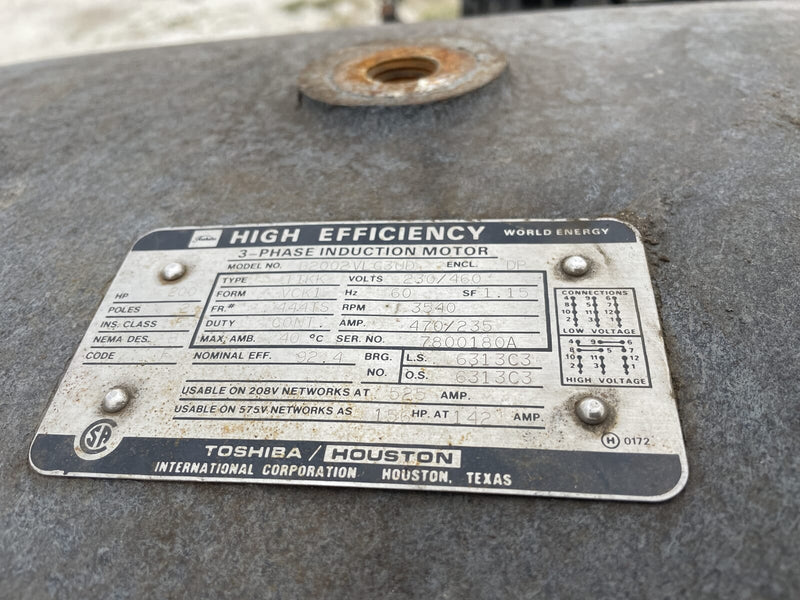 Toshiba HIGH EFFICIENCY WORLD ENERGY
3-PHASE INDUCTION MOTOR
MODEL NO. ENCL. DP
HP 200 TYPE VOLTS 230/460
POLES FORM Hz 60 SF 1.15
INS. CLASS FR# 444TS RPM 3540
NEMA DES. DUTY CONT. AMP. 470/235
CODE MAX. AMB. 40 °C SER. NO. 7800180A
NOMINAL EFF. 92.4 BRG. L.S. 6313C3
NO. O.S. 6313C3
USABLE ON 208V NETWORKS AT 525 AMP.
USABLE ON 575V NETWORKS AS HP. AT 142 AMP.
CONNECTIONS
4 9 6
8 5 7
10 11 12
2 3 1
LOW VOLTAGE
4 9 6
8 5 7
10 11 12
2 3 1
HIGH VOLTAGE
H 0172
SA
TOSHIBA / HOUSTON
INTERNATIONAL CORPORATION HOUSTON, TEXAS